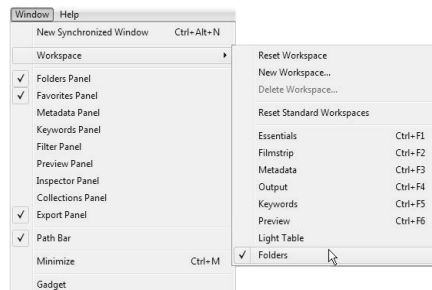 Window Help
New Synchronized Window Ctrl+Alt+N
Workspace
Folders Panel
Favorites Panel
Metadata Panel
Keywords Panel
Filter Panel
Preview Panel
Inspector Panel
Collections Panel
Export Panel
Path Bar
Minimize Ctrl+M
Gadget
Reset Workspace
New Workspace...
Delete Workspace...
Reset Standard Workspaces
Essentials Ctrl+F1
Filmstrip Ctrl+F2
Metadata Ctrl+F3
Output Ctrl+F4
Keywords Ctrl+F5
Preview Ctrl+F6
Light Table
Folders